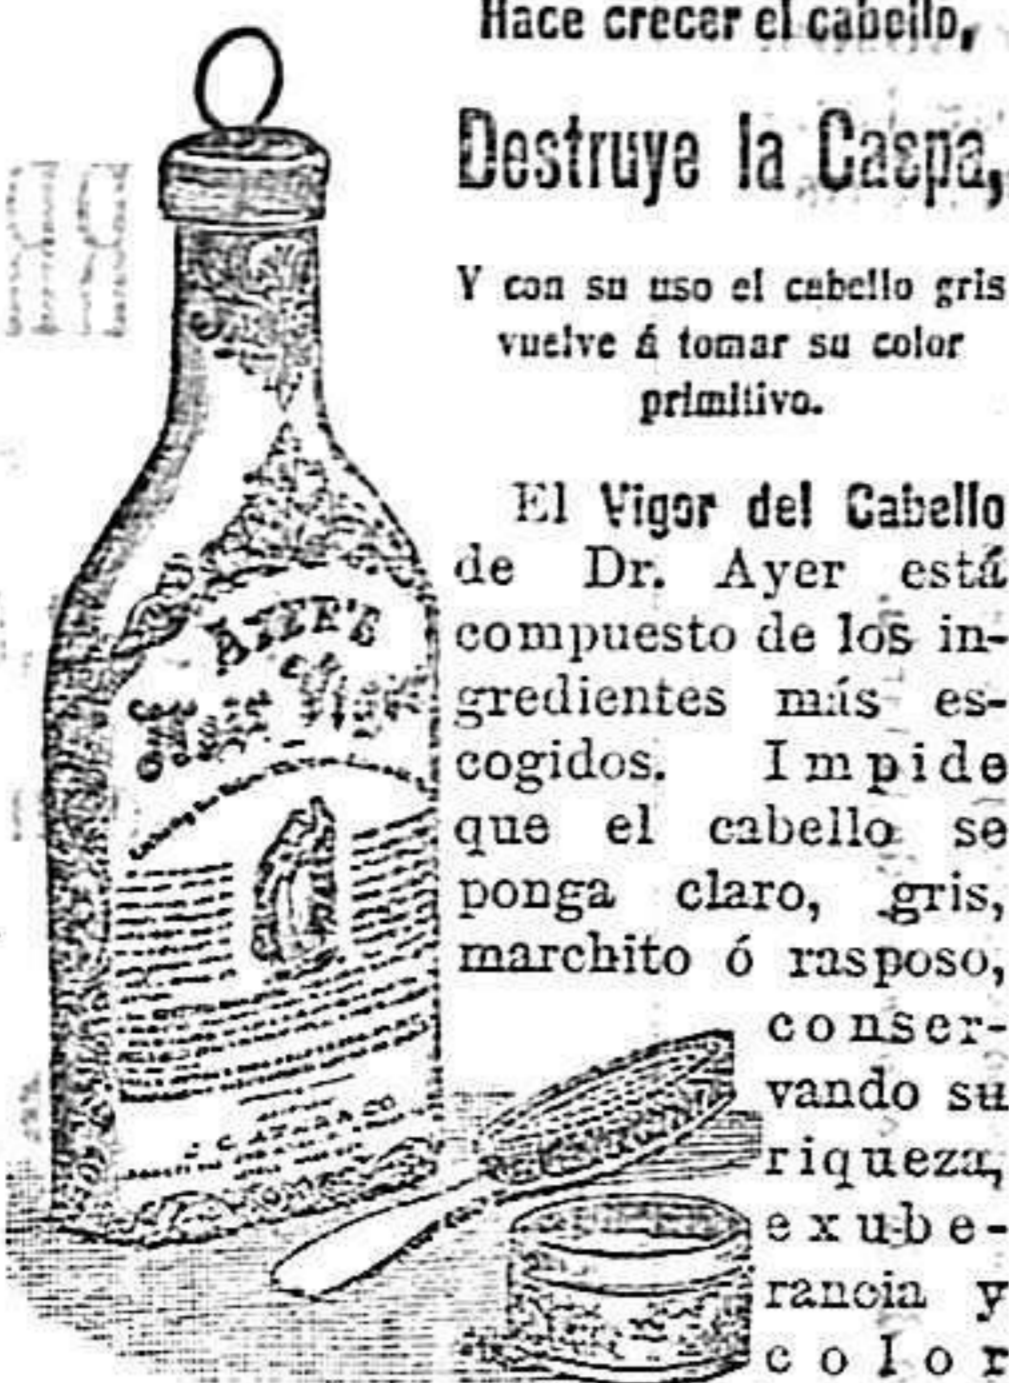 Hace crecer el cabello,
Destruye la Caspa,
Y con su uso el cabello gris
vuelve á tomar su color
primitivo.
El Vigor del Cabello
de Dr. Ayer está
compuesto de los in-
gredientes más es-
cogidos. Impide
que el cabello se
ponga claro, gris,
marchito ó rasposo,
conser-
vando su
riqueza,
exube-
rancia y
color
AYER'S
Hair Vigor